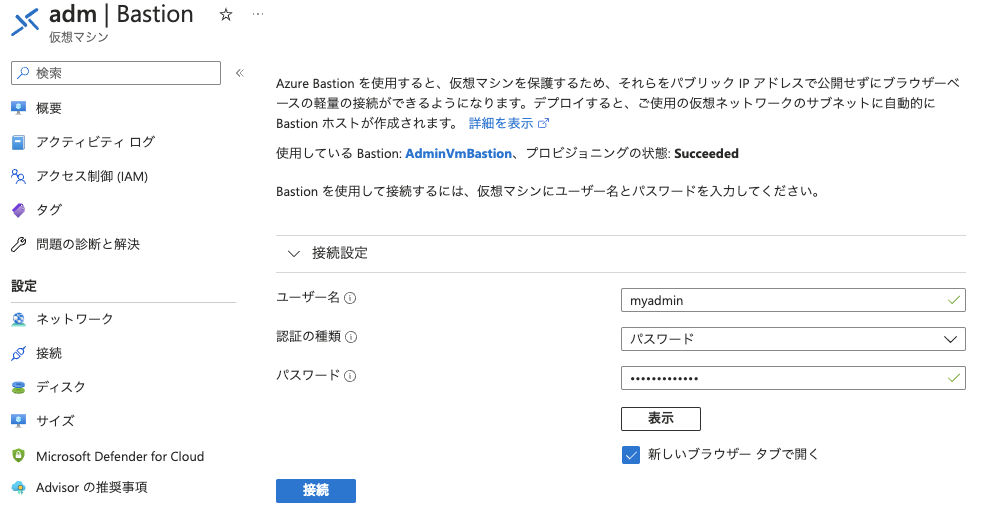 adm | Bastion
仮想マシン
検索
概要
アクティビティ ログ
アクセス制御 (IAM)
タグ
問題の診断と解決
設定
ネットワーク
接続
ディスク
サイズ
Microsoft Defender for Cloud
Advisor の推奨事項
Azure Bastion を使用すると、仮想マシンを保護するため、それらをパブリック IP アドレスで公開せずにブラウザーベ
ースの軽量の接続ができるようになります。デプロイすると、ご使用の仮想ネットワークのサブネットに自動的に
Bastion ホストが作成されます。 詳細を表示
使用している Bastion: AdminVmBastion、プロビジョニングの状態: Succeeded
Bastion を使用して接続するには、仮想マシンにユーザー名とパスワードを入力してください。
接続設定
ユーザー名
myadmin
認証の種類
パスワード
パスワード
•••••••••••••
表示
新しいブラウザー タブで開く
接続